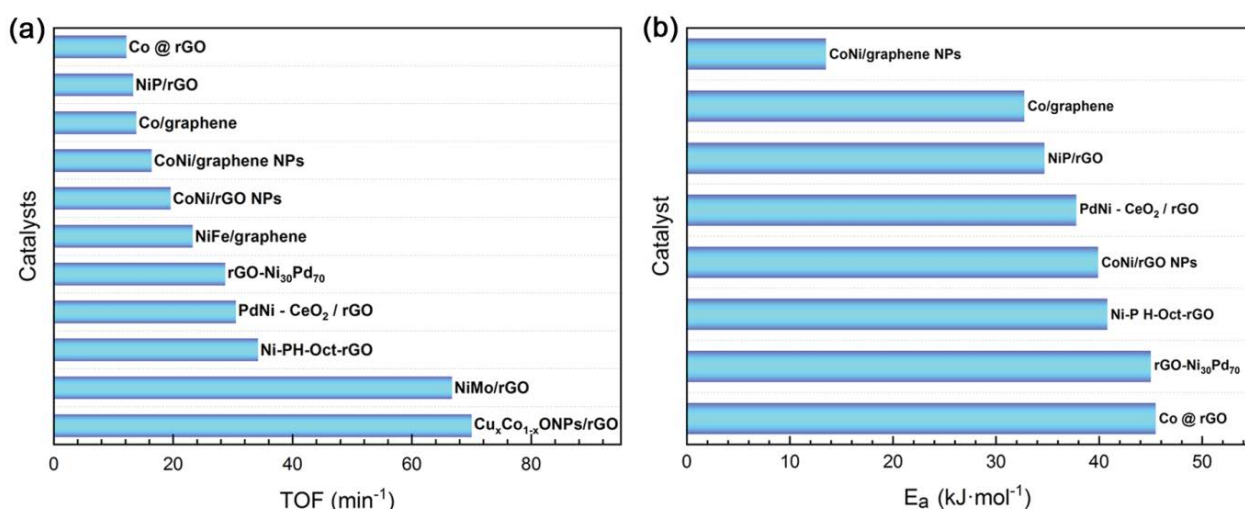 (a)
Co @ rGO
NiP/rGO
Co/graphene
CoNi/graphene NPs
CoNi/rGO NPs
NiFe/graphene
rGO-Ni₃₀Pd₇₀
PdNi - CeO₂ / rGO
Ni-PH-Oct-rGO
NiMo/rGO
CuₓCo₁₋ₓONPs/rGO
Catalysts
0 20 40 60 80
TOF (min⁻¹)
(b)
CoNi/graphene NPs
Co/graphene
NiP/rGO
PdNi - CeO₂ / rGO
CoNi/rGO NPs
Ni-P H-Oct-rGO
rGO-Ni₃₀Pd₇₀
Co @ rGO
Catalyst
0 10 20 30 40 50
Eₐ (kJ·mol⁻¹)